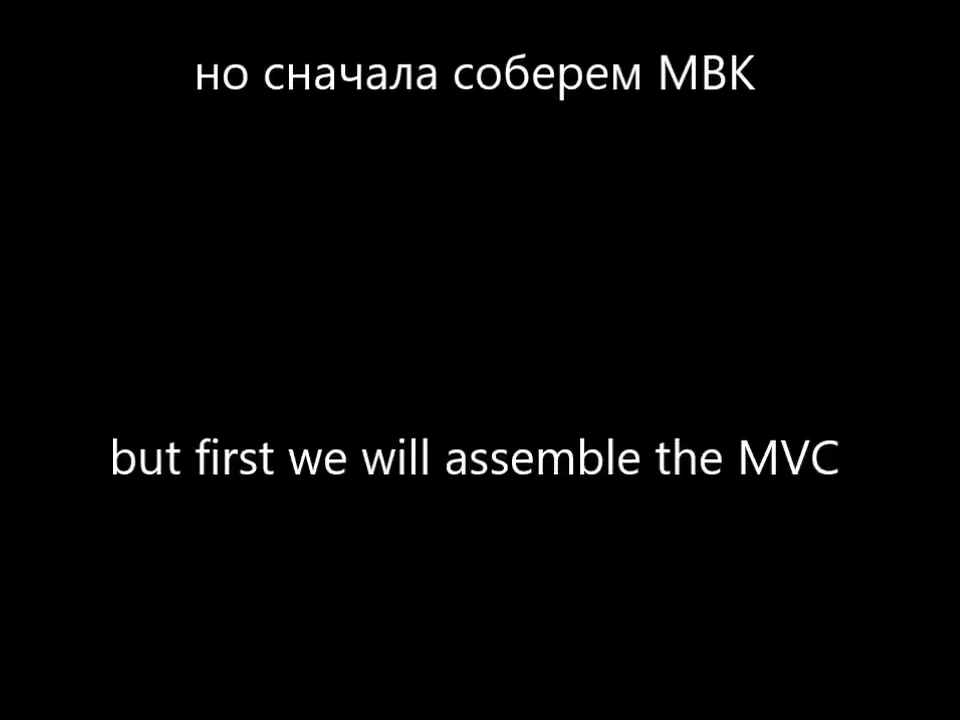 но сначала соберем МВК
but first we will assemble the MVC